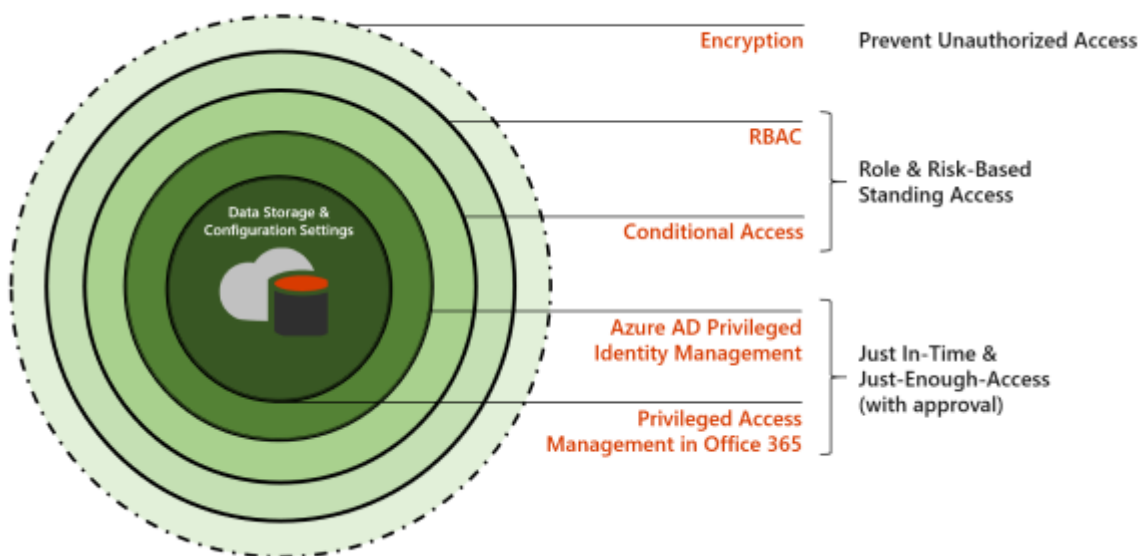 Encryption
Prevent Unauthorized Access
RBAC
Role & Risk-Based
Standing Access
Conditional Access
Data Storage &
Configuration Settings
Azure AD Privileged
Identity Management
Just In-Time &
Just-Enough-Access
(with approval)
Privileged Access
Management in Office 365